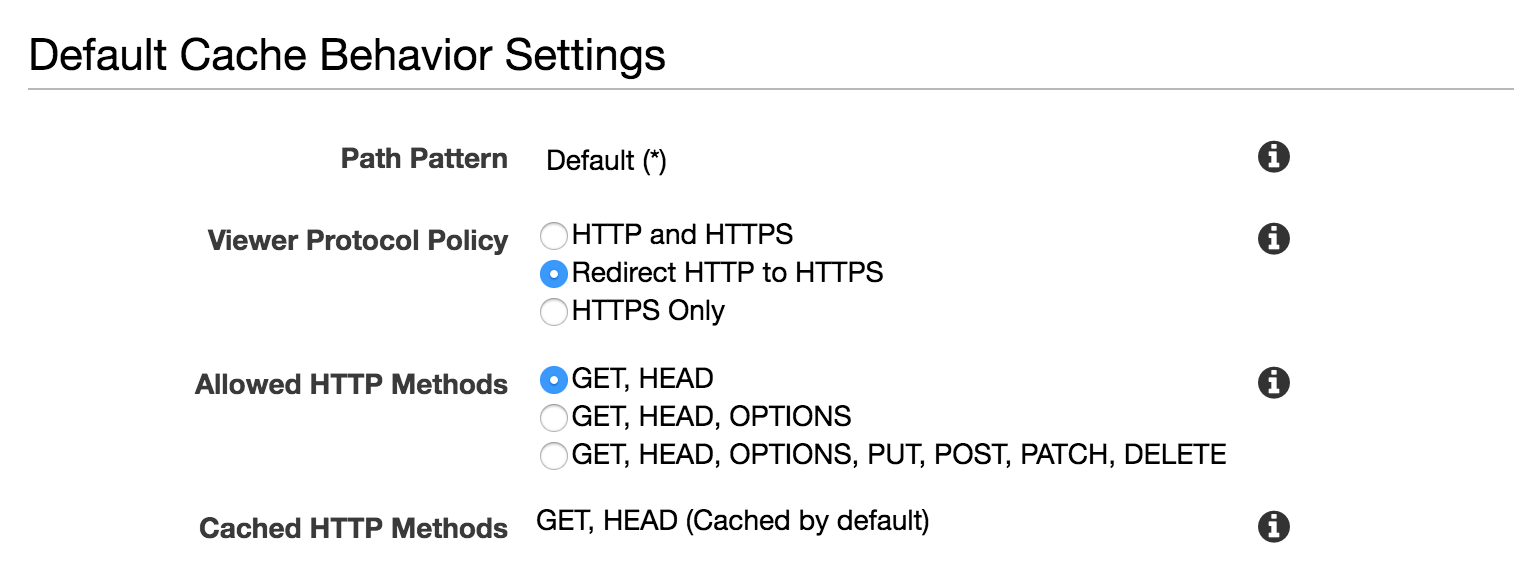 Default Cache Behavior Settings
Path Pattern Default (*)
Viewer Protocol Policy HTTP and HTTPS
Redirect HTTP to HTTPS
HTTPS Only
Allowed HTTP Methods GET, HEAD
GET, HEAD, OPTIONS
GET, HEAD, OPTIONS, PUT, POST, PATCH, DELETE
Cached HTTP Methods GET, HEAD (Cached by default)